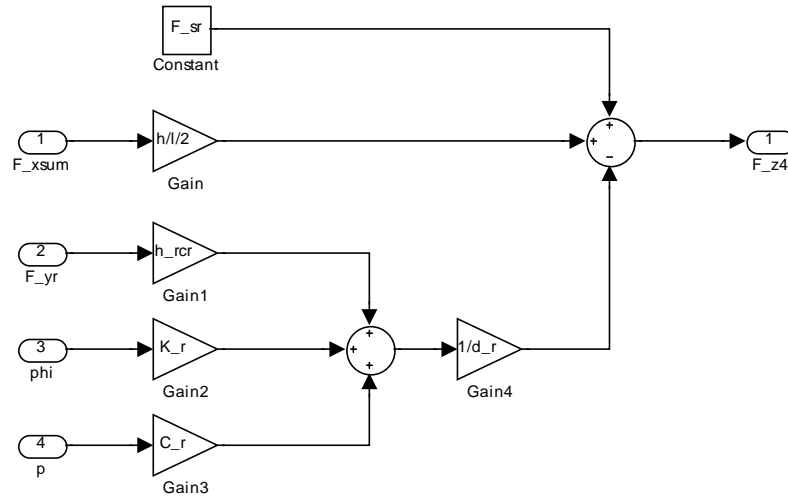 F_sr
Constant
1
F_xsum
h/l/2
Gain
+
+
−
1
F_z4
2
F_yr
h_rcr
Gain1
3
phi
K_r
Gain2
+
+
+
1/d_r
Gain4
4
p
C_r
Gain3